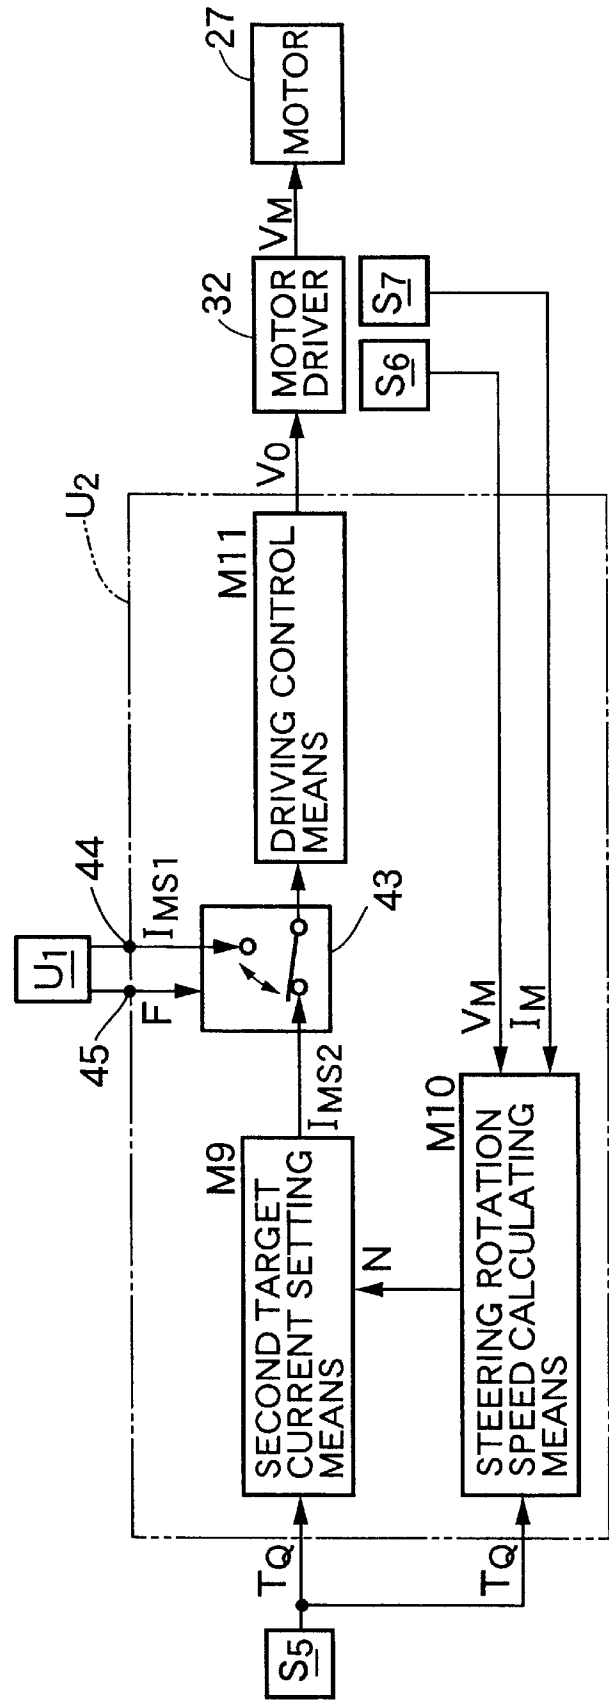 U2
U1
45
44
F
IMS1
43
M9
SECOND TARGET
CURRENT SETTING
MEANS
IMS2
M11
DRIVING CONTROL
MEANS
V0
32
MOTOR
DRIVER
VM
27
MOTOR
S5
TQ
TQ
N
M10
STEERING ROTATION
SPEED CALCULATING
MEANS
VM
IM
S6
S7